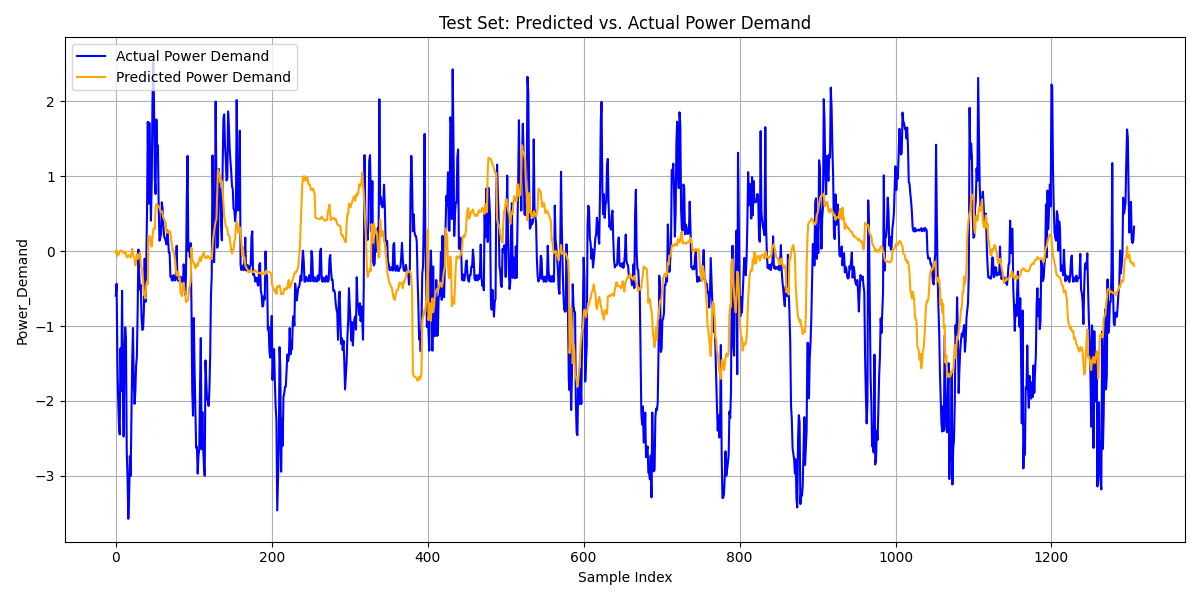 Test Set: Predicted vs. Actual Power Demand
Actual Power Demand
Predicted Power Demand
Power_Demand
2
1
0
−1
−2
−3
0 200 400 600 800 1000 1200
Sample Index